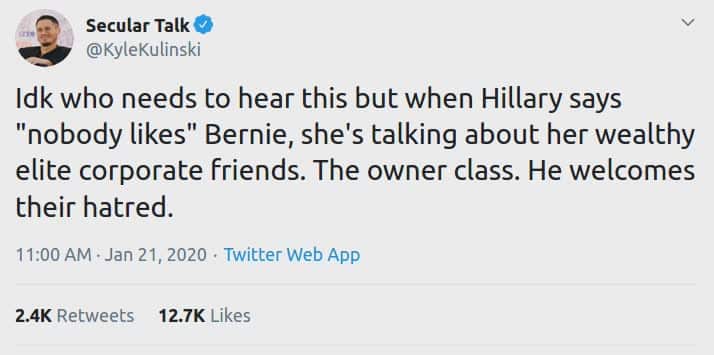 Secular Talk
@KyleKulinski
Idk who needs to hear this but when Hillary says
"nobody likes" Bernie, she's talking about her wealthy
elite corporate friends. The owner class. He welcomes
their hatred.
11:00 AM · Jan 21, 2020 · Twitter Web App
2.4K Retweets 12.7K Likes